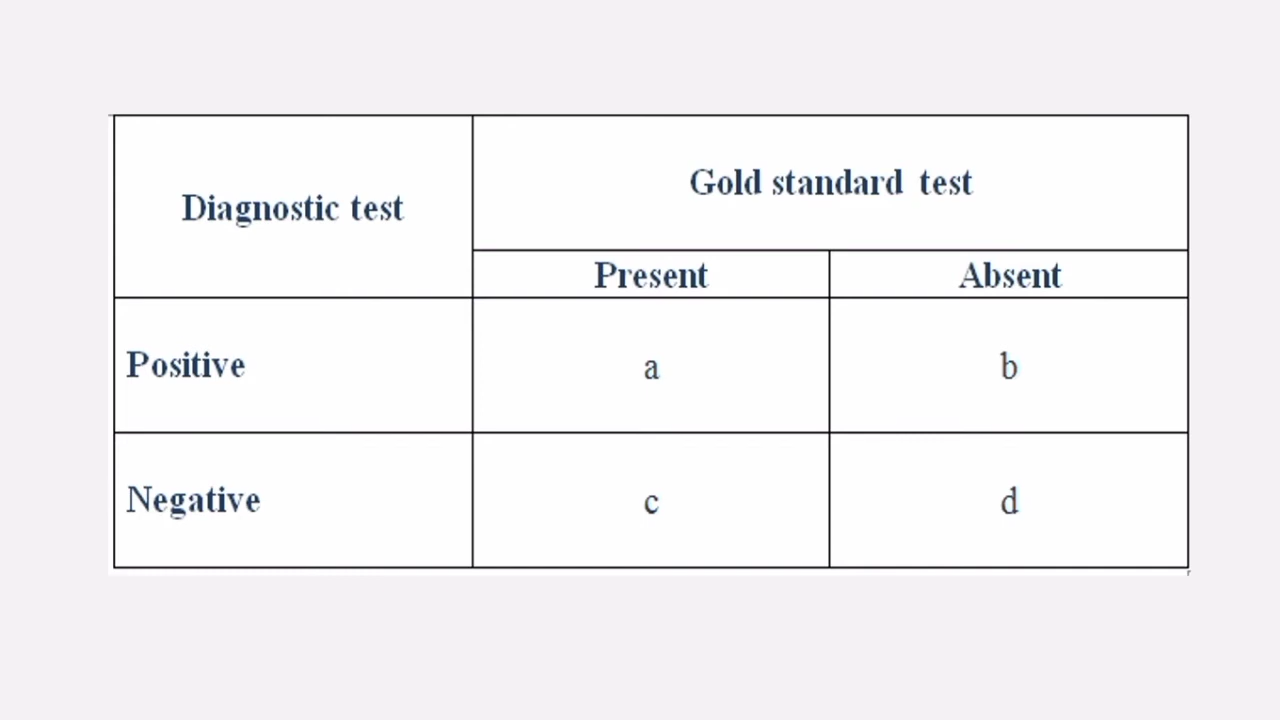 Diagnostic test
Gold standard test
Present
Absent
Positive
a
b
Negative
c
d